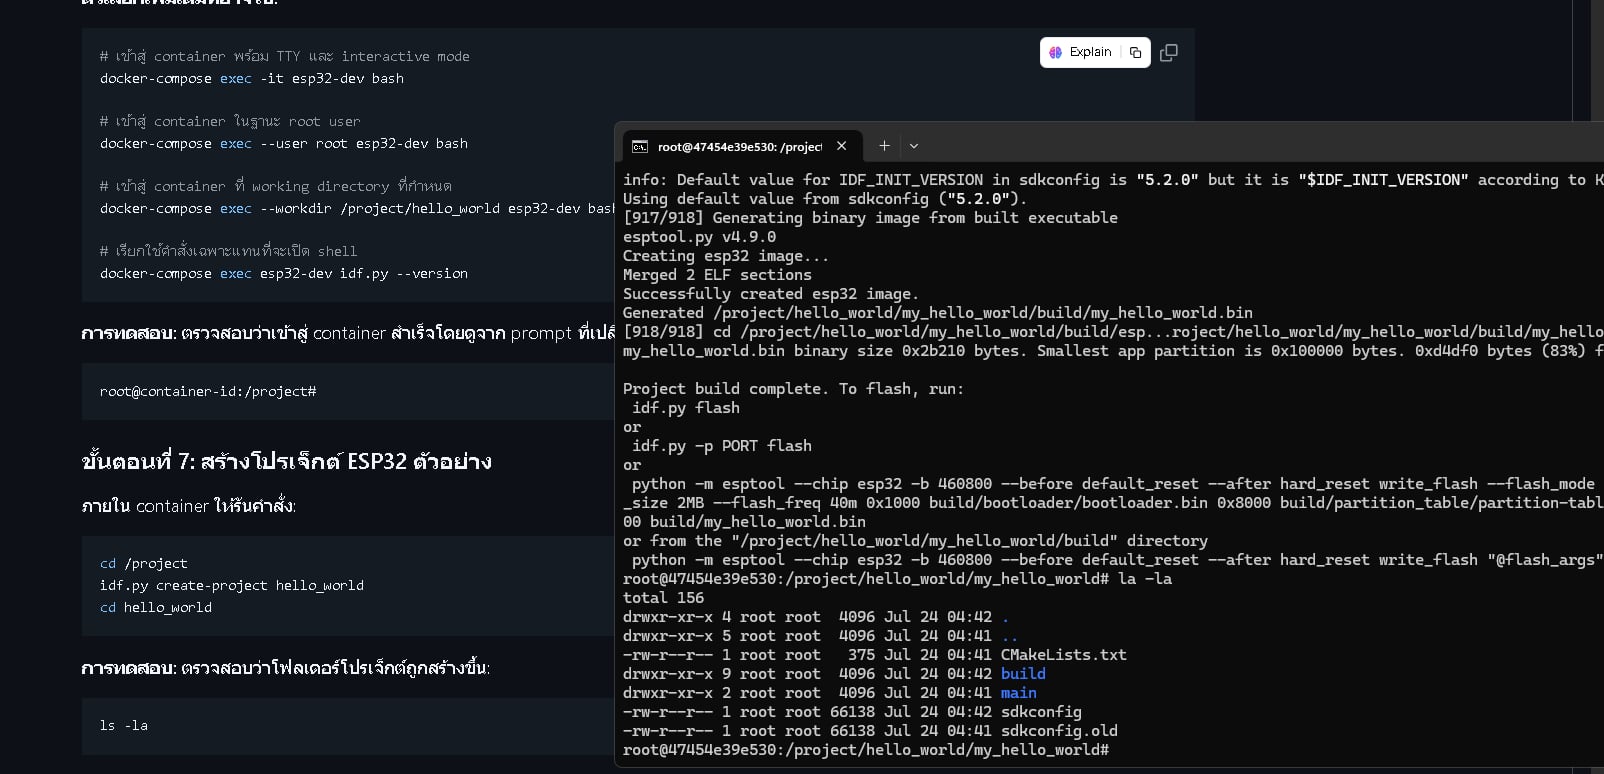 # เข้าสู่ container พร้อม TTY และ interactive mode
docker-compose exec -it esp32-dev bash
# เข้าสู่ container ในฐานะ root user
docker-compose exec --user root esp32-dev bash
# เข้าสู่ container ที่ working directory ที่กำหนด
docker-compose exec --workdir /project/hello_world esp32-dev bash
# เรียกใช้คำสั่งเฉพาะแทนที่จะเปิด shell
docker-compose exec esp32-dev idf.py --version
Explain
การทดสอบ: ตรวจสอบว่าเข้าสู่ container สำเร็จโดยดูจาก prompt
root@container-id:/project#
ขั้นตอนที่ 7: สร้างโปรเจ็กต์ ESP32 ตัวอย่าง
ภายใน container ให้รันคำสั่ง:
cd /project
idf.py create-project hello_world
cd hello_world
การทดสอบ: ตรวจสอบว่าโฟลเดอร์โปรเจ็กต์ถูกสร้างขึ้น:
ls -la
root@47454e39e530: /project
info: Default value for IDF_INIT_VERSION in sdkconfig is "5.2.0" but it is "$IDF_INIT_VERSION" according to K
Using default value from sdkconfig ("5.2.0").
[917/918] Generating binary image from built executable
esptool.py v4.9.0
Creating esp32 image...
Merged 2 ELF sections
Successfully created esp32 image.
Generated /project/hello_world/my_hello_world/build/my_hello_world.bin
[918/918] cd /project/hello_world/my_hello_world/build/esp...roject/hello_world/my_hello_world/build/my_hello
my_hello_world.bin binary size 0x2b210 bytes. Smallest app partition is 0x100000 bytes. 0xd4df0 bytes (83%) f
Project build complete. To flash, run:
idf.py flash
or
idf.py -p PORT flash
or
python -m esptool --chip esp32 -b 460800 --before default_reset --after hard_reset write_flash --flash_mode
_size 2MB --flash_freq 40m 0x1000 build/bootloader/bootloader.bin 0x8000 build/partition_table/partition-tabl
00 build/my_hello_world.bin
or from the "/project/hello_world/my_hello_world/build" directory
python -m esptool --chip esp32 -b 460800 --before default_reset --after hard_reset write_flash "@flash_args"
root@47454e39e530:/project/hello_world/my_hello_world# la -la
total 156
drwxr-xr-x 4 root root  4096 Jul 24 04:42 .
drwxr-xr-x 5 root root  4096 Jul 24 04:41 ..
-rw-r--r-- 1 root root   375 Jul 24 04:41 CMakeLists.txt
drwxr-xr-x 9 root root  4096 Jul 24 04:42 build
drwxr-xr-x 2 root root  4096 Jul 24 04:41 main
-rw-r--r-- 1 root root 66138 Jul 24 04:42 sdkconfig
-rw-r--r-- 1 root root 66138 Jul 24 04:41 sdkconfig.old
root@47454e39e530:/project/hello_world/my_hello_world#